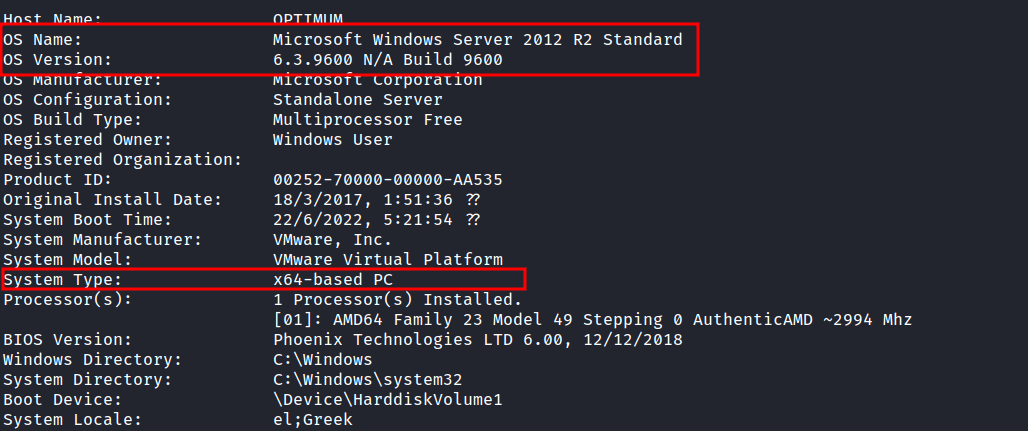 Host Name: OPTIMUM
OS Name: Microsoft Windows Server 2012 R2 Standard
OS Version: 6.3.9600 N/A Build 9600
OS Manufacturer: Microsoft Corporation
OS Configuration: Standalone Server
OS Build Type: Multiprocessor Free
Registered Owner: Windows User
Registered Organization:
Product ID: 00252-70000-00000-AA535
Original Install Date: 18/3/2017, 1:51:36 ??
System Boot Time: 22/6/2022, 5:21:54 ??
System Manufacturer: VMware, Inc.
System Model: VMware Virtual Platform
System Type: x64-based PC
Processor(s): 1 Processor(s) Installed.
[01]: AMD64 Family 23 Model 49 Stepping 0 AuthenticAMD ~2994 Mhz
BIOS Version: Phoenix Technologies LTD 6.00, 12/12/2018
Windows Directory: C:\Windows
System Directory: C:\Windows\system32
Boot Device: \Device\HarddiskVolume1
System Locale: el;Greek